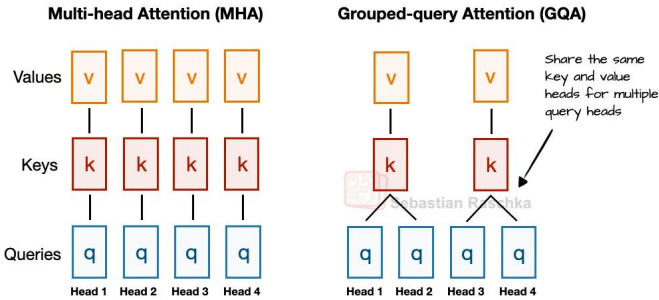 Multi-head Attention (MHA)
Grouped-query Attention (GQA)
Values
v v v v
v v
Share the same
key and value
heads for multiple
query heads
Keys
k k k k
k k
Sebastian Raschka
Queries
q q q q
q q q q
Head 1 Head 2 Head 3 Head 4
Head 1 Head 2 Head 3 Head 4